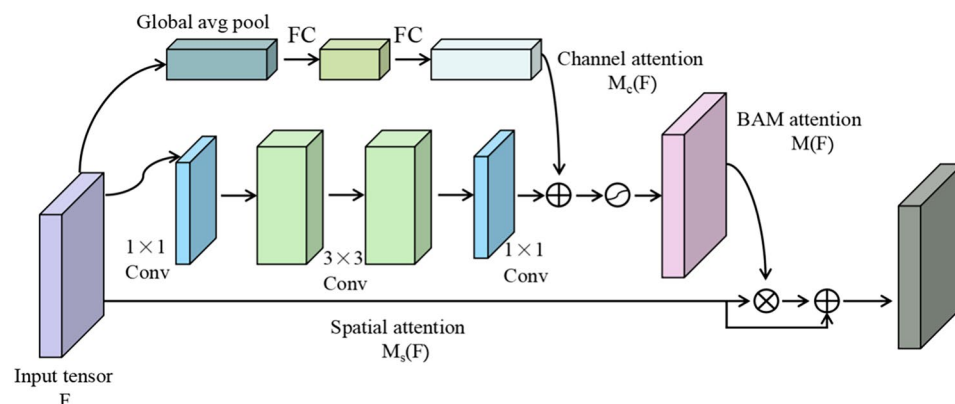 Global avg pool
FC
FC
Channel attention
Mc(F)
BAM attention
M(F)
1×1
Conv
3×3
Conv
1×1
Conv
Spatial attention
Ms(F)
Input tensor
F